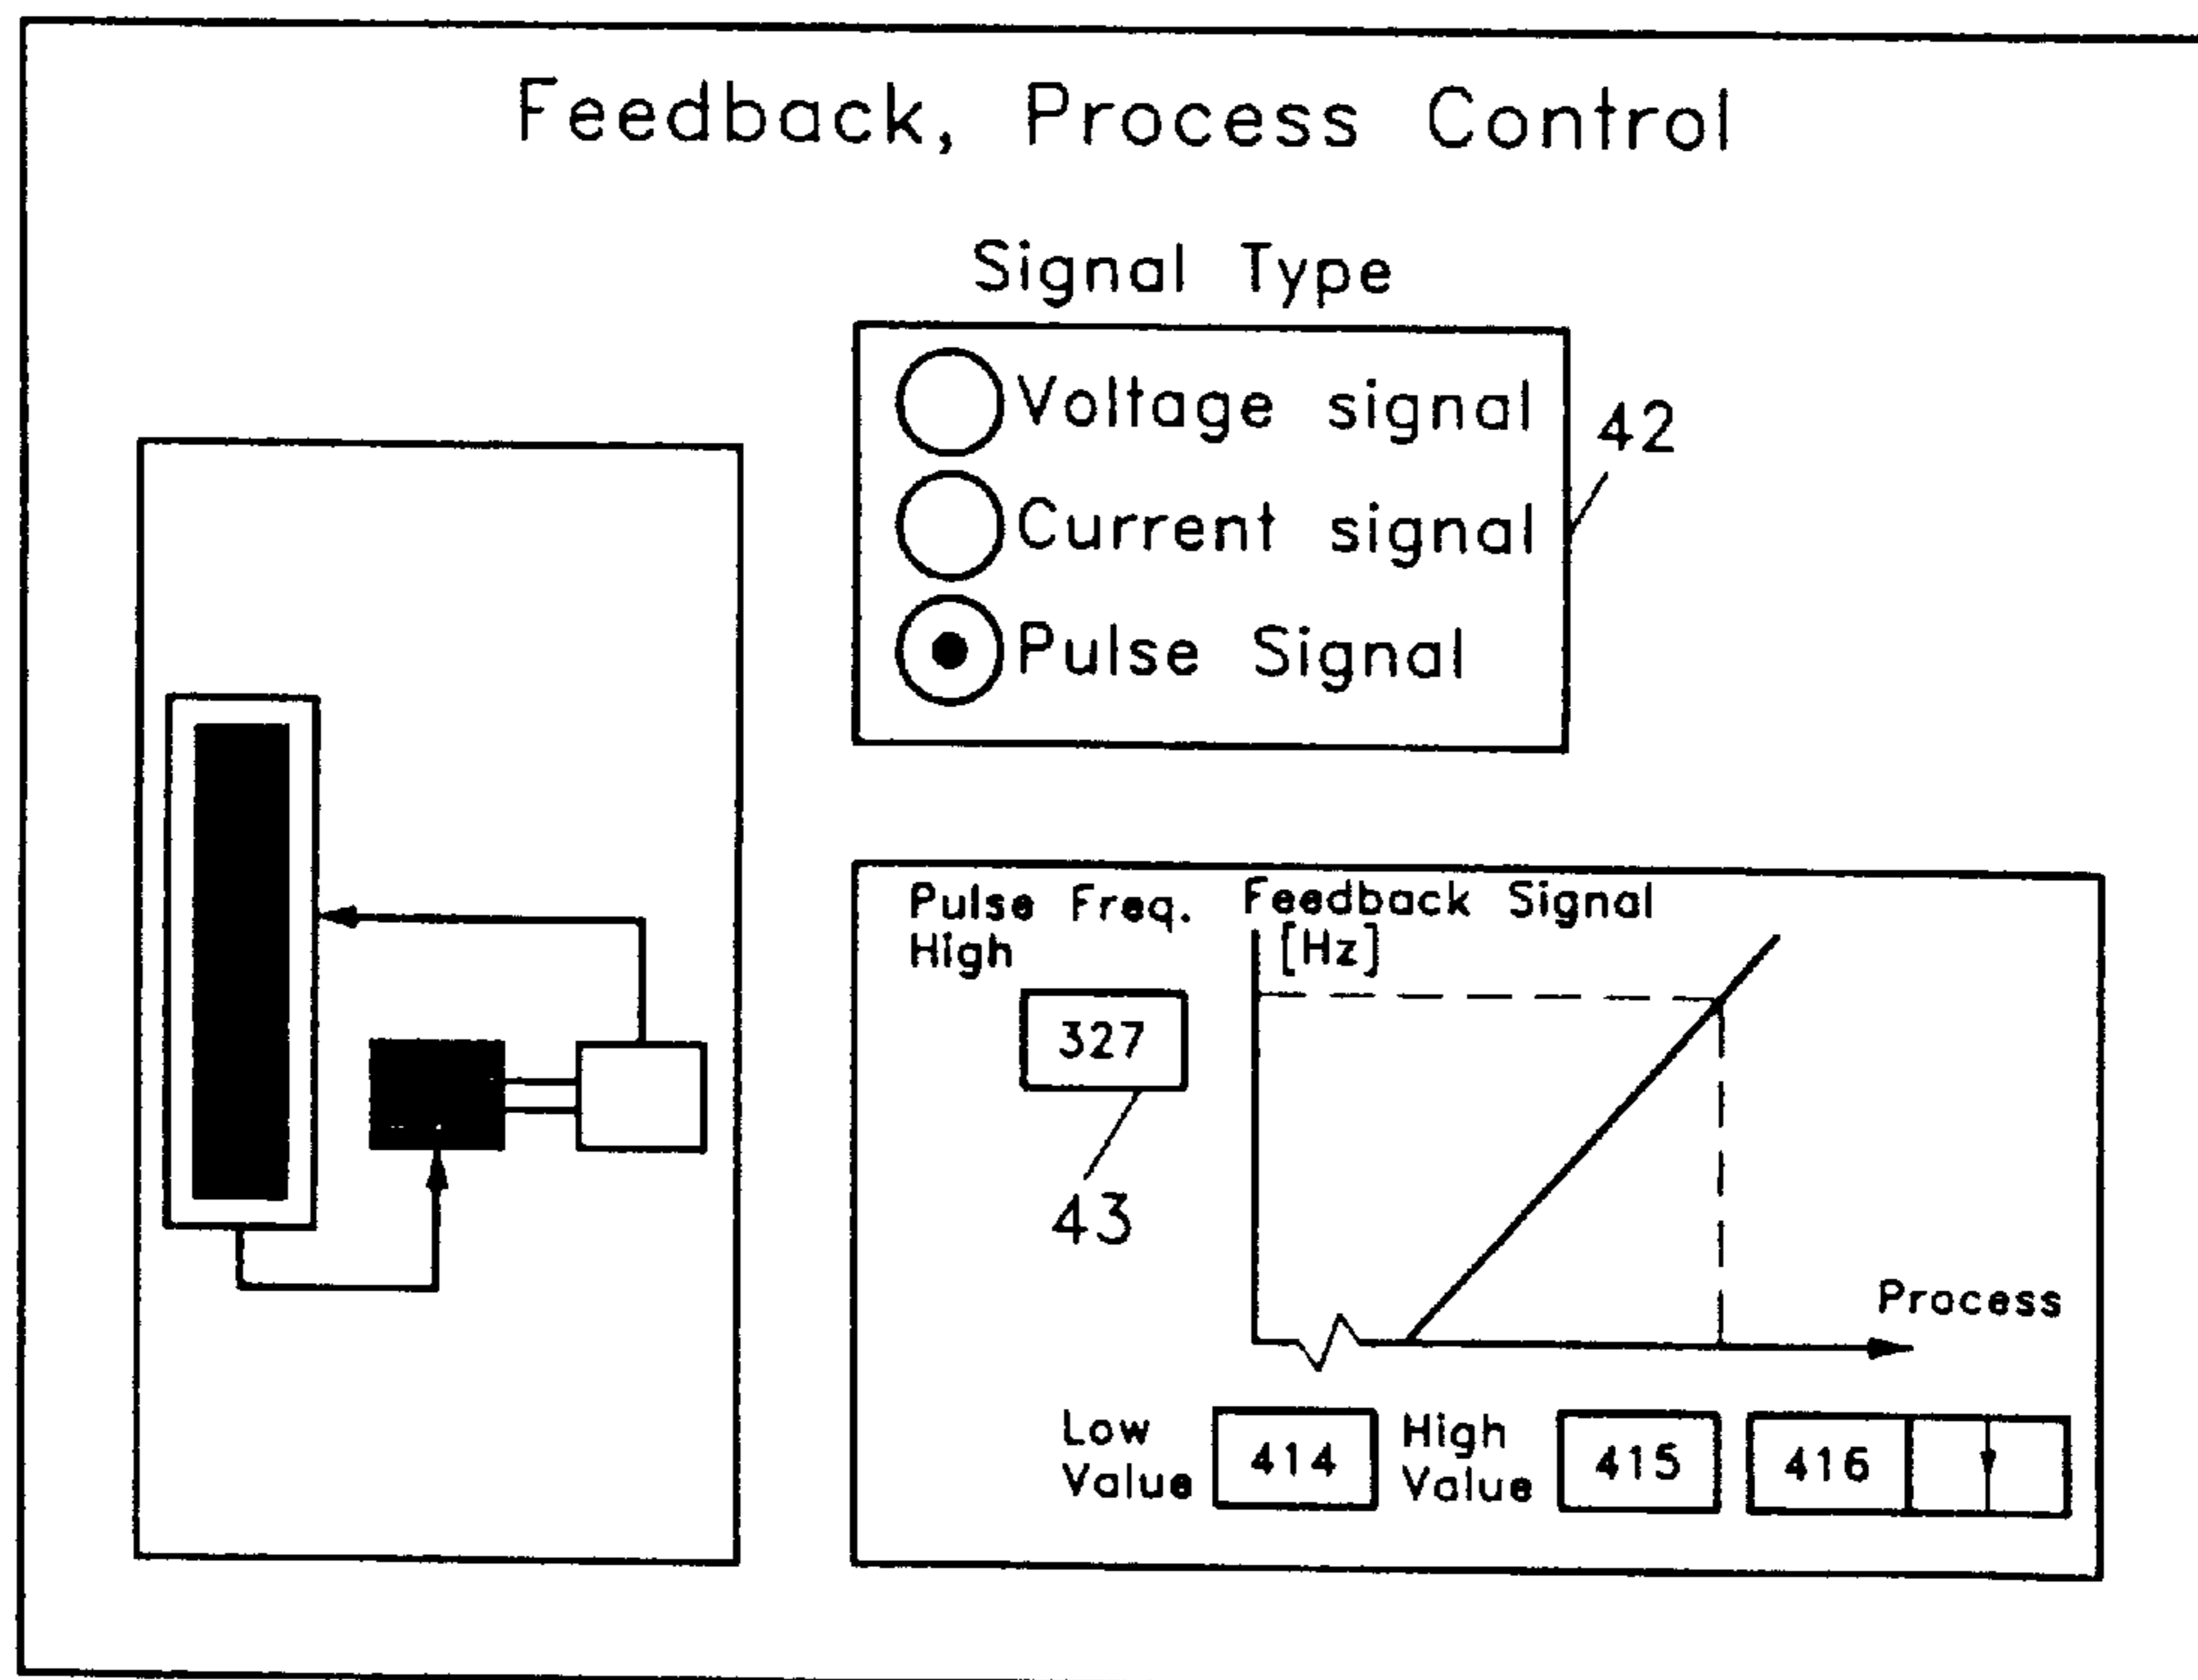 Feedback, Process Control
Signal Type
Voltage signal
Current signal
Pulse Signal
42
Pulse Freq.
High
327
43
Feedback Signal
[Hz]
Process
Low
Value
414
High
Value
415
416